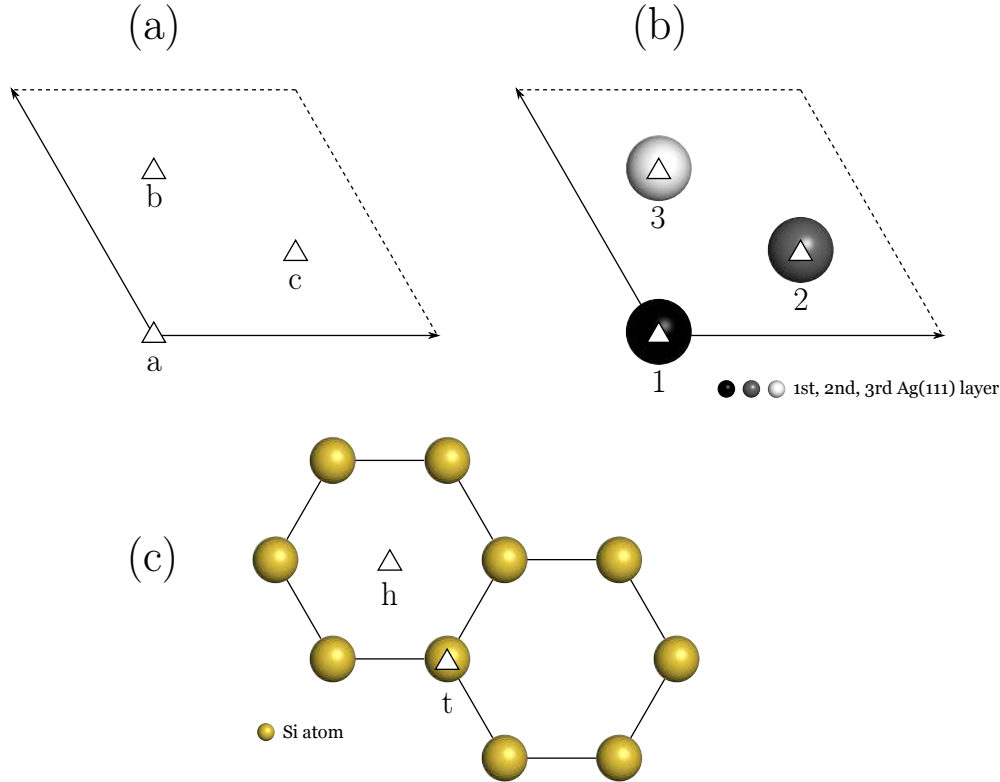 (a)
(b)
b
c
a
3
2
1
1st, 2nd, 3rd Ag(111) layer
(c)
h
t
Si atom